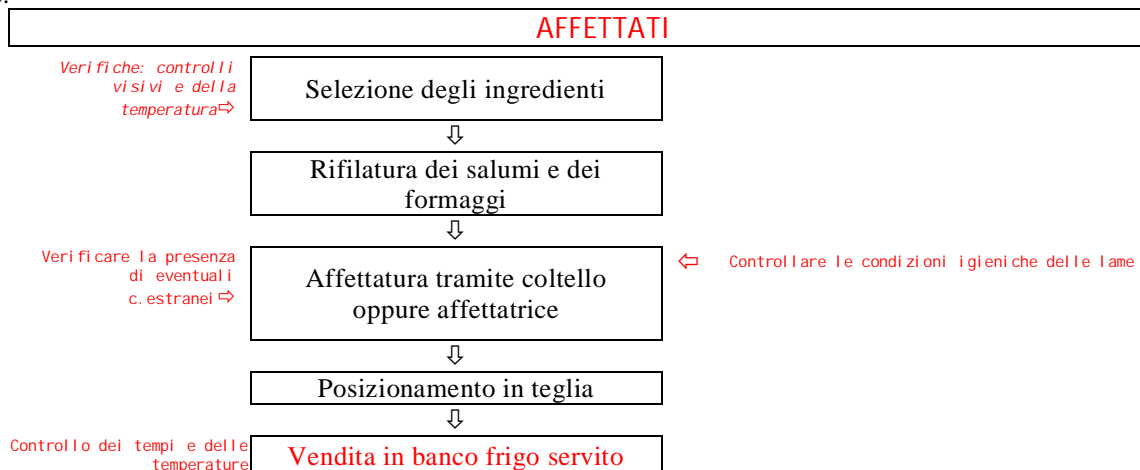 AFFETTATI
Verifiche: controlli
visivi e della
temperatura⇨
Selezione degli ingredienti
⇩
Rifilatura dei salumi e dei
formaggi
⇩
Verificare la presenza
di eventuali
c.estranei⇨
Affettatura tramite coltello
oppure affettatrice
⇦ Controllare le condizioni igieniche delle lame
⇩
Posizionamento in teglia
⇩
Controllo dei tempi e delle
temperature
Vendita in banco frigo servito